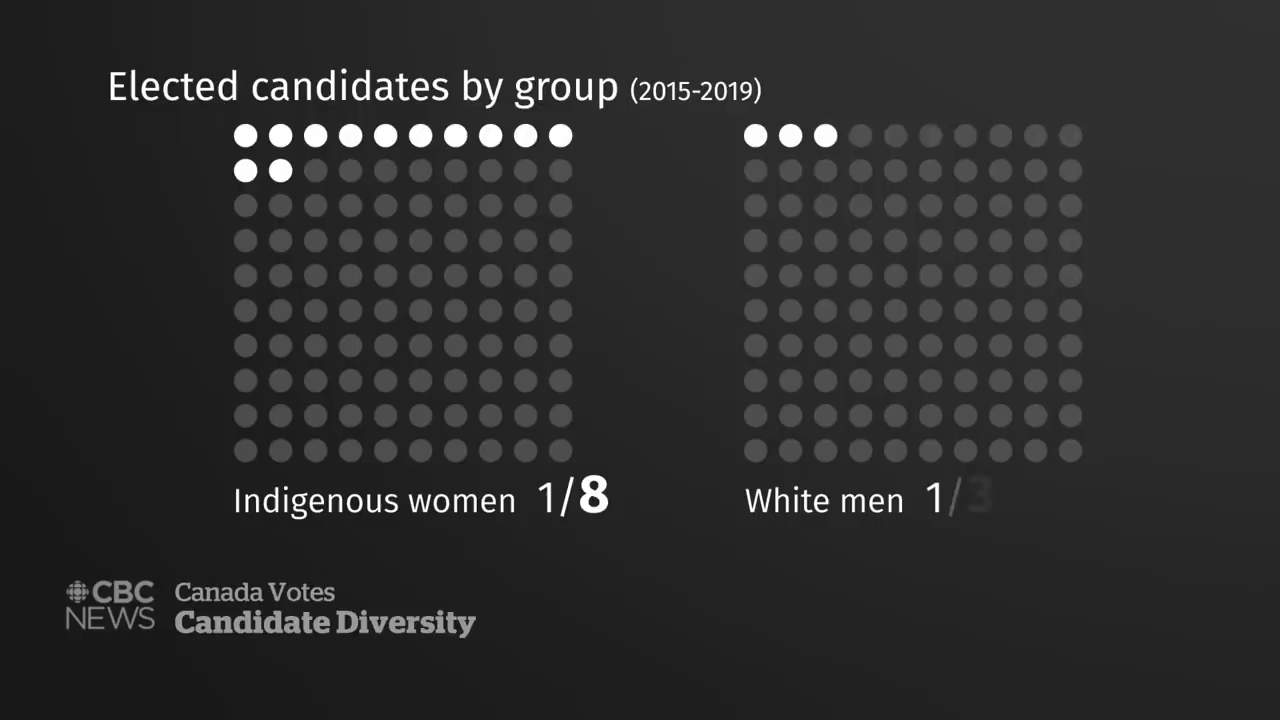 Elected candidates by group (2015-2019)
Indigenous women 1/8
White men 1/3
CBC
NEWS
Canada Votes
Candidate Diversity